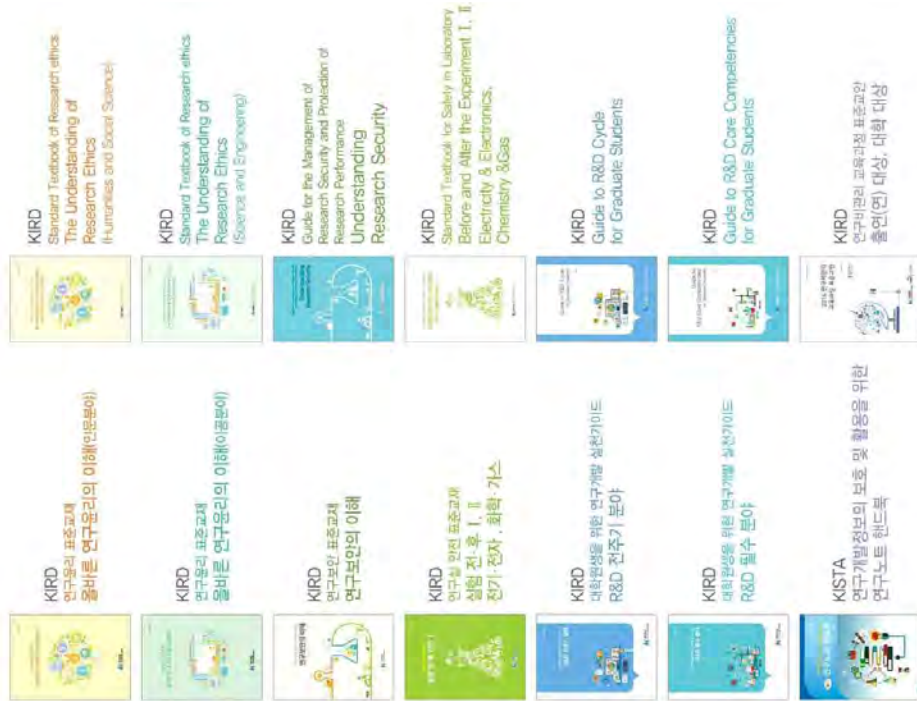 KIRD
연구윤리 표준교재
올바른 연구윤리의 이해(인문분야)
KIRD
Standard Textbook of Research ethics
The Understanding of
Research Ethics
(Humanities and Social Science)
KIRD
연구윤리 표준교재
올바른 연구윤리의 이해(이공분야)
KIRD
Standard Textbook of Research ethics
The Understanding of
Research Ethics
(Science and Engineering)
KIRD
연구보안 표준교재
연구보안의 이해
KIRD
Guide for the Management of
Research Security and Protection of
Research Performance
Understanding
Research Security
KIRD
연구실 안전 표준교재
실험 전·후 I, II
전기·전자, 화학·가스
KIRD
Standard Textbook for Safety in Laboratory
Before and After the Experiment I, II,
Electricity & Electronics,
Chemistry &Gas
KIRD
대학원생을 위한 연구개발 실천가이드
R&D 전주기 분야
KIRD
Guide to R&D Cycle
for Graduate Students
KIRD
대학원생을 위한 연구개발 실천가이드
R&D 필수 분야
KIRD
Guide to R&D Core Competencies
for Graduate Students
KISTA
연구개발정보의 보호 및 활용을 위한
연구노트 핸드북
KIRD
연구비관리 교육과정 표준교안
출연(연) 대상, 대학 대상